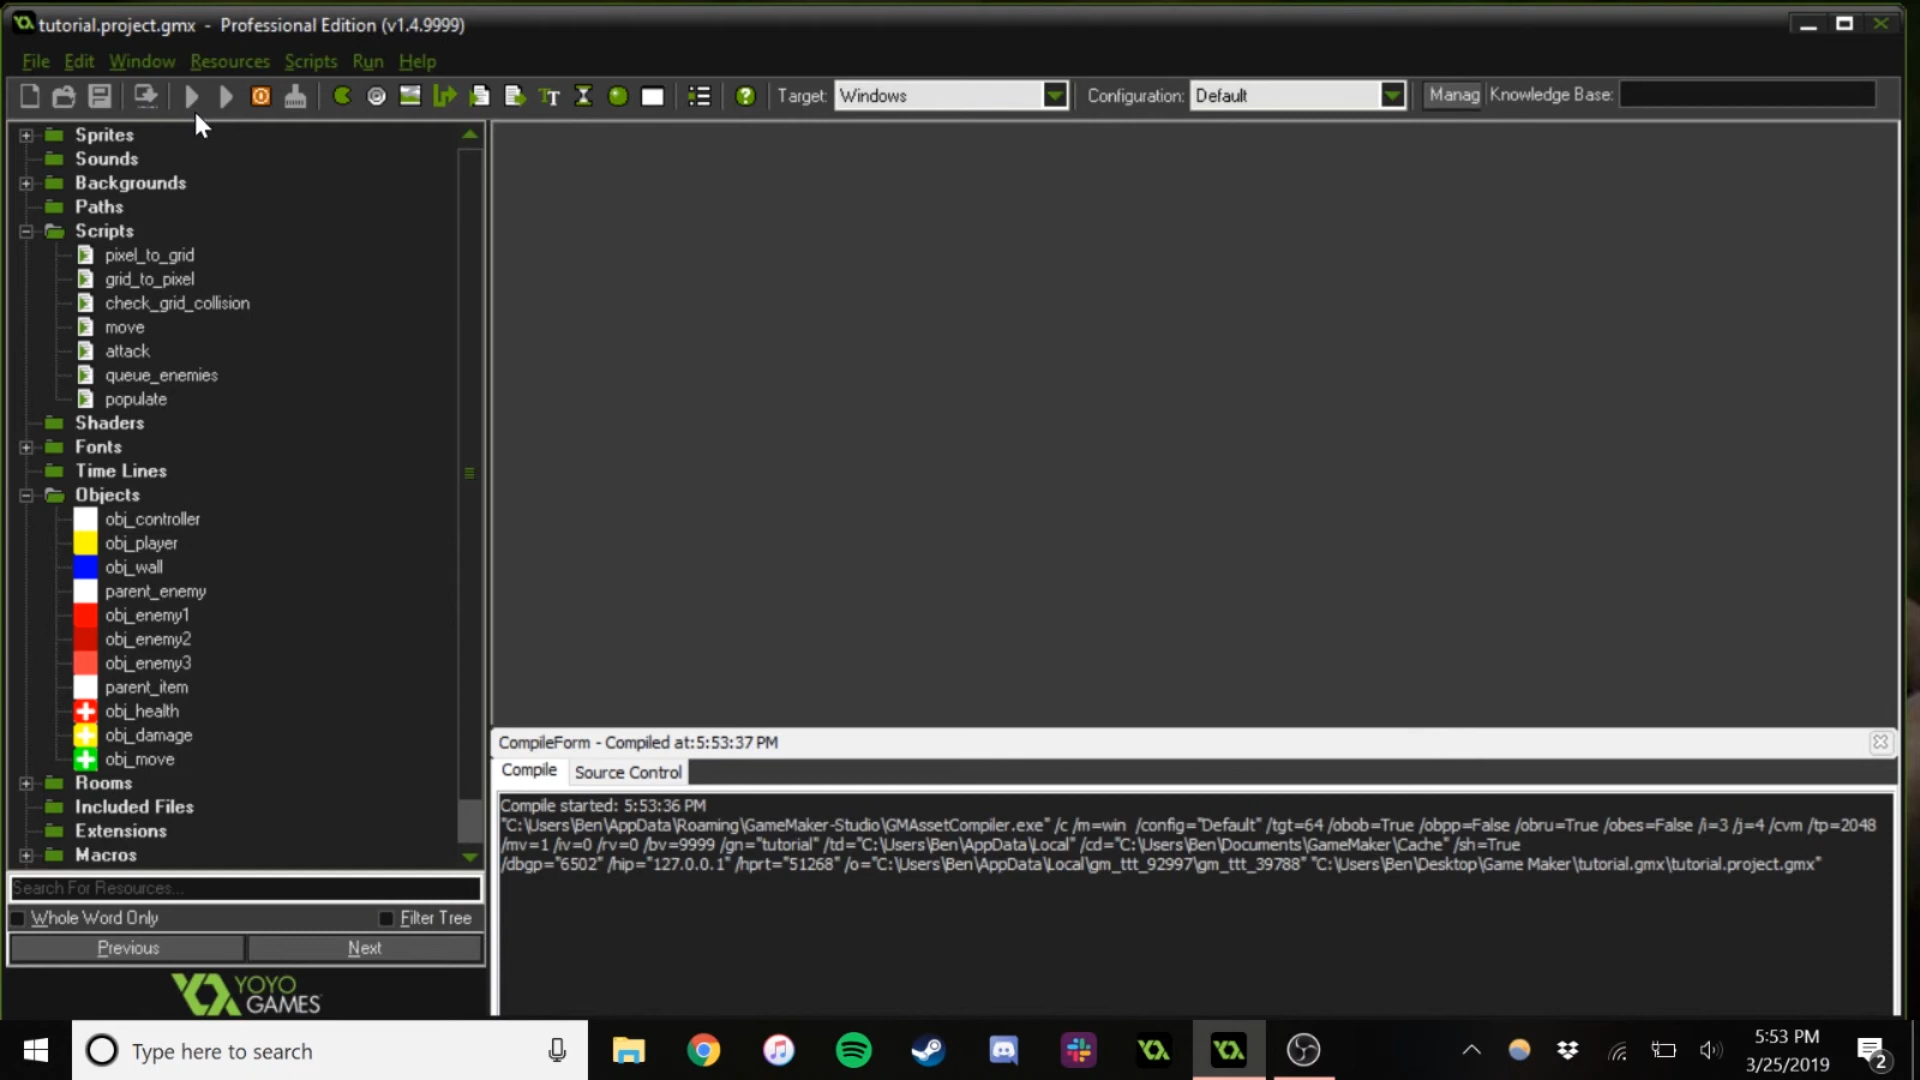 tutorial.project.gmx - Professional Edition (v1.4.9999)
File Edit Window Resources Scripts Run Help
Target: Windows Configuration: Default Manag Knowledge Base:
Sprites
Sounds
Backgrounds
Paths
Scripts
pixel_to_grid
grid_to_pixel
check_grid_collision
move
attack
queue_enemies
populate
Shaders
Fonts
Time Lines
Objects
obj_controller
obj_player
obj_wall
parent_enemy
obj_enemy1
obj_enemy2
obj_enemy3
parent_item
obj_health
obj_damage
obj_move
Rooms
Included Files
Extensions
Macros
Search For Resources...
Whole Word Only Filter Tree
Previous Next
YOYO
GAMES
CompileForm - Compiled at:5:53:37 PM
Compile Source Control
Compile started: 5:53:36 PM
"C:\Users\Ben\AppData\Roaming\GameMaker-Studio\GMAssetCompiler.exe" /c /m=win /config="Default" /tgt=64 /obob=True /obpp=False /obru=True /obes=False /i=3 /j=4 /cvm /tp=2048
/mv=1 /iv=0 /rv=0 /bv=9999 /gn="tutorial" /td="C:\Users\Ben\AppData\Local" /cd="C:\Users\Ben\Documents\GameMaker\Cache" /sh=True
/dbgp="6502" /hip="127.0.0.1" /hprt="51268" /o="C:\Users\Ben\AppData\Local\gm_ttt_92997\gm_ttt_39788" "C:\Users\Ben\Desktop\Game Maker\tutorial.gmx\tutorial.project.gmx"
Type here to search
5:53 PM
3/25/2019
2